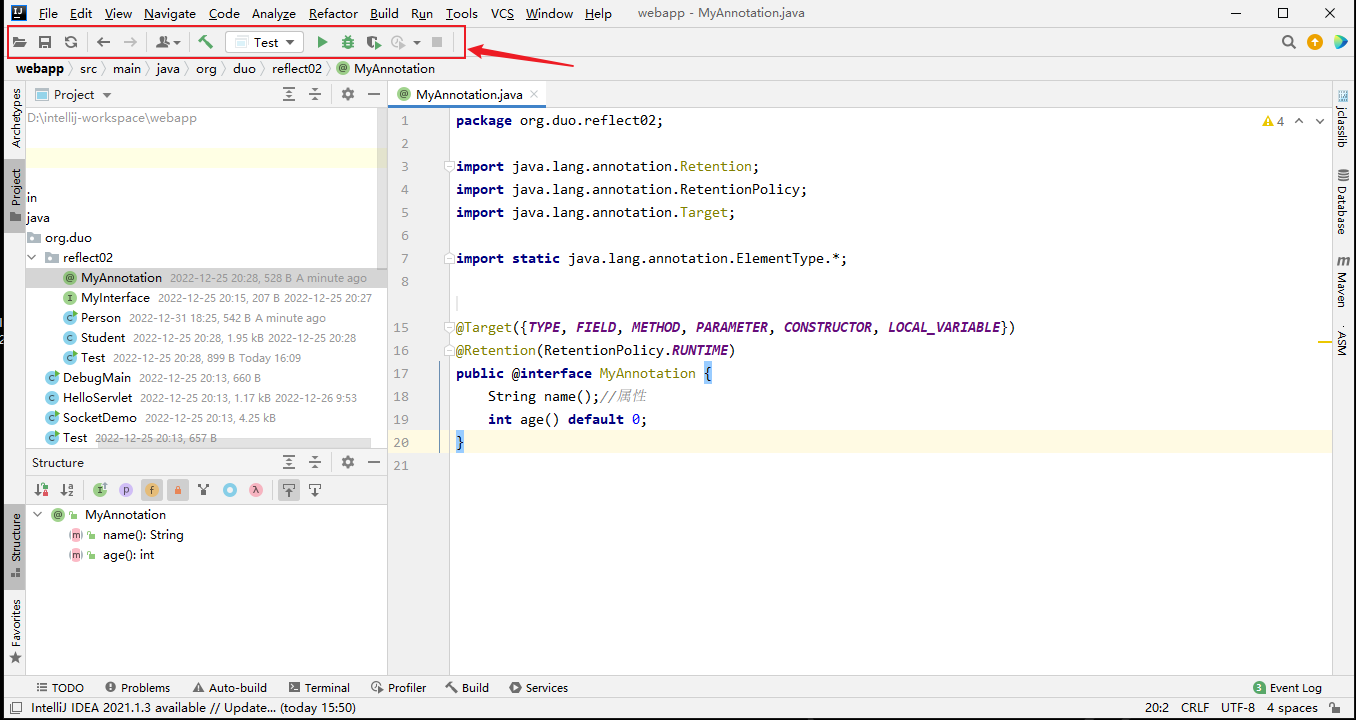 File Edit View Navigate Code Analyze Refactor Build Run Tools VCS Window Help webapp - MyAnnotation.java
Test
webapp src main java org duo reflect02 MyAnnotation
Archetypes
Project
Structure
Favorites
Project
D:\intellij-workspace\webapp
in
java
org.duo
reflect02
MyAnnotation 2022-12-25 20:28, 528 B A minute ago
MyInterface 2022-12-25 20:15, 207 B 2022-12-25 20:27
Person 2022-12-31 18:25, 542 B A minute ago
Student 2022-12-25 20:28, 1.95 kB 2022-12-25 20:28
Test 2022-12-25 20:28, 899 B Today 16:09
DebugMain 2022-12-25 20:13, 660 B
HelloServlet 2022-12-25 20:13, 1.17 kB 2022-12-26 9:53
SocketDemo 2022-12-25 20:13, 4.25 kB
Test 2022-12-25 20:13, 657 B
Structure
MyAnnotation
name(): String
age(): int
MyAnnotation.java
4
1 package org.duo.reflect02;
2
3 import java.lang.annotation.Retention;
4 import java.lang.annotation.RetentionPolicy;
5 import java.lang.annotation.Target;
6
7 import static java.lang.annotation.ElementType.*;
8
15 @Target({TYPE, FIELD, METHOD, PARAMETER, CONSTRUCTOR, LOCAL_VARIABLE})
16 @Retention(RetentionPolicy.RUNTIME)
17 public @interface MyAnnotation {
18 String name();//属性
19 int age() default 0;
20 }
21
jclasslib
Database
Maven
ASM
TODO Problems Auto-build Terminal Profiler Build Services 3 Event Log
IntelliJ IDEA 2021.1.3 available // Update... (today 15:50) 20:2 CRLF UTF-8 4 spaces